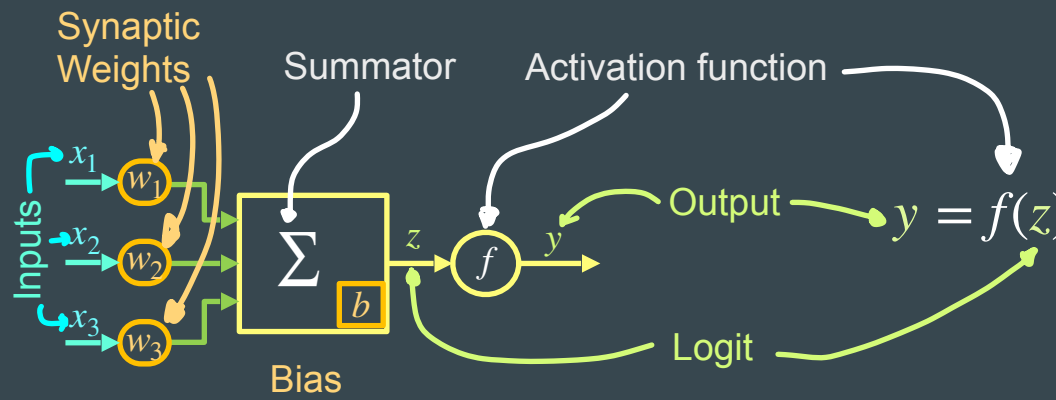 Synaptic
Weights
Summator
Activation function
Inputs
x₁
w₁
x₂
w₂
x₃
w₃
Σ
b
Bias
z
f
y
Output
Logit
y = f(z)